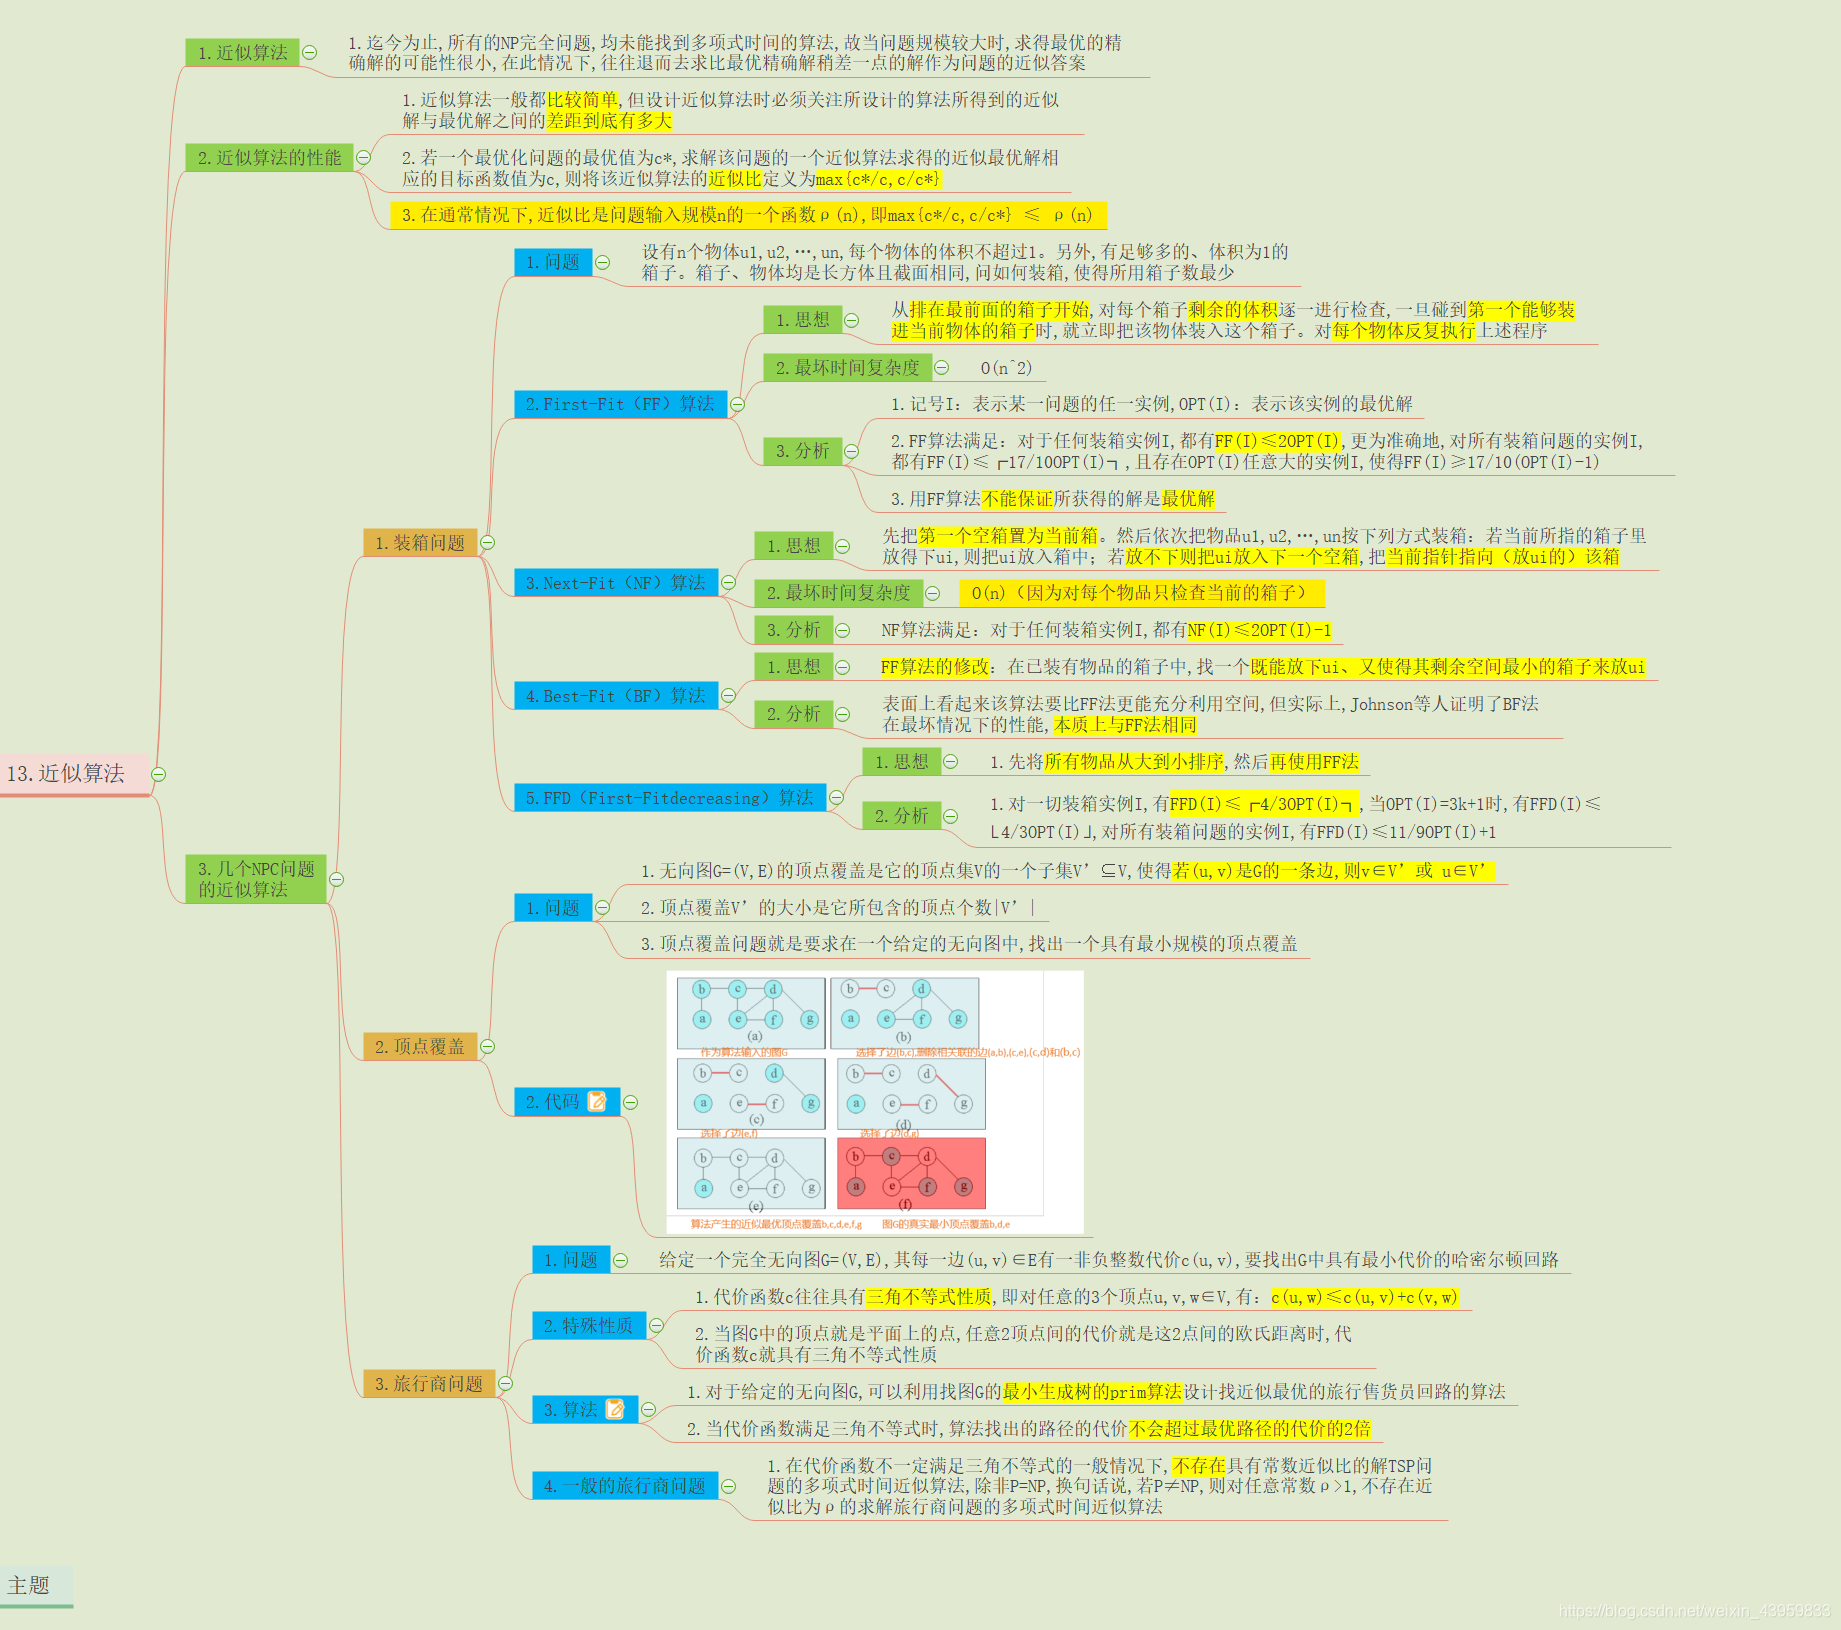 13.近似算法
1.近似算法
1.迄今为止,所有的NP完全问题,均未能找到多项式时间的算法,故当问题规模较大时,求得最优的精
确解的可能性很小,在此情况下,往往退而去求比最优精确解稍差一点的解作为问题的近似答案
2.近似算法的性能
1.近似算法一般都比较简单,但设计近似算法时必须关注所设计的算法所得到的近似
解与最优解之间的差距到底有多大
2.若一个最优化问题的最优值为c*,求解该问题的一个近似算法求得的近似最优解相
应的目标函数值为c,则将该近似算法的近似比定义为max{c*/c,c/c*}
3.在通常情况下,近似比是问题输入规模n的一个函数ρ(n),即max{c*/c,c/c*} ≤ ρ(n)
3.几个NPC问题
的近似算法
1.装箱问题
1.问题
设有n个物体u1,u2,…,un,每个物体的体积不超过1。另外,有足够多的、体积为1的
箱子。箱子、物体均是长方体且截面相同,问如何装箱,使得所用箱子数最少
2.First-Fit（FF）算法
1.思想
从排在最前面的箱子开始,对每个箱子剩余的体积逐一进行检查,一旦碰到第一个能够装
进当前物体的箱子时,就立即把该物体装入这个箱子。对每个物体反复执行上述程序
2.最坏时间复杂度
O(n^2)
3.分析
1.记号I：表示某一问题的任一实例,OPT(I)：表示该实例的最优解
2.FF算法满足：对于任何装箱实例I,都有FF(I)≤2OPT(I),更为准确地,对所有装箱问题的实例I,
都有FF(I)≤┏17/10OPT(I)┓,且存在OPT(I)任意大的实例I,使得FF(I)≥17/10(OPT(I)-1)
3.用FF算法不能保证所获得的解是最优解
3.Next-Fit（NF）算法
1.思想
先把第一个空箱置为当前箱。然后依次把物品u1,u2,…,un按下列方式装箱：若当前所指的箱子里
放得下ui,则把ui放入箱中；若放不下则把ui放入下一个空箱,把当前指针指向（放ui的）该箱
2.最坏时间复杂度
O(n)（因为对每个物品只检查当前的箱子）
3.分析
NF算法满足：对于任何装箱实例I,都有NF(I)≤2OPT(I)-1
4.Best-Fit（BF）算法
1.思想
FF算法的修改：在已装有物品的箱子中,找一个既能放下ui、又使得其剩余空间最小的箱子来放ui
2.分析
表面上看起来该算法要比FF法更能充分利用空间,但实际上,Johnson等人证明了BF法
在最坏情况下的性能,本质上与FF法相同
5.FFD（First-Fitdecreasing）算法
1.思想
1.先将所有物品从大到小排序,然后再使用FF法
2.分析
1.对一切装箱实例I,有FFD(I)≤┏4/3OPT(I)┓,当OPT(I)=3k+1时,有FFD(I)≤
⌊4/3OPT(I)⌋,对所有装箱问题的实例I,有FFD(I)≤11/9OPT(I)+1
2.顶点覆盖
1.问题
1.无向图G=(V,E)的顶点覆盖是它的顶点集V的一个子集V’⊆V,使得若(u,v)是G的一条边,则v∈V’或 u∈V’
2.顶点覆盖V’的大小是它所包含的顶点个数|V’|
3.顶点覆盖问题就是要求在一个给定的无向图中,找出一个具有最小规模的顶点覆盖
2.代码
b c d
a e f g
(a)
作为算法输入的图G
b c d
a e f g
(b)
选择了边(b,c),删除相关联的边(a,b),(c,e),(c,d)和(b,c)
b c d
a e f g
(c)
选择了边(e,f)
b c d
a e f g
(d)
选择了边(d,g)
b c d
a e f g
(e)
算法产生的近似最优顶点覆盖b,c,d,e,f,g
b c d
a e f g
(f)
图G的真实最小顶点覆盖b,d,e
3.旅行商问题
1.问题
给定一个完全无向图G=(V,E),其每一边(u,v)∈E有一非负整数代价c(u,v),要找出G中具有最小代价的哈密尔顿回路
2.特殊性质
1.代价函数c往往具有三角不等式性质,即对任意的3个顶点u,v,w∈V,有：c(u,w)≤c(u,v)+c(v,w)
2.当图G中的顶点就是平面上的点,任意2顶点间的代价就是这2点间的欧氏距离时,代
价函数c就具有三角不等式性质
3.算法
1.对于给定的无向图G,可以利用找图G的最小生成树的prim算法设计找近似最优的旅行售货员回路的算法
2.当代价函数满足三角不等式时,算法找出的路径的代价不会超过最优路径的代价的2倍
4.一般的旅行商问题
1.在代价函数不一定满足三角不等式的一般情况下,不存在具有常数近似比的解TSP问
题的多项式时间近似算法,除非P=NP,换句话说,若P≠NP,则对任意常数ρ>1,不存在近
似比为ρ的求解旅行商问题的多项式时间近似算法
主题
https://blog.csdn.net/weixin_43959833